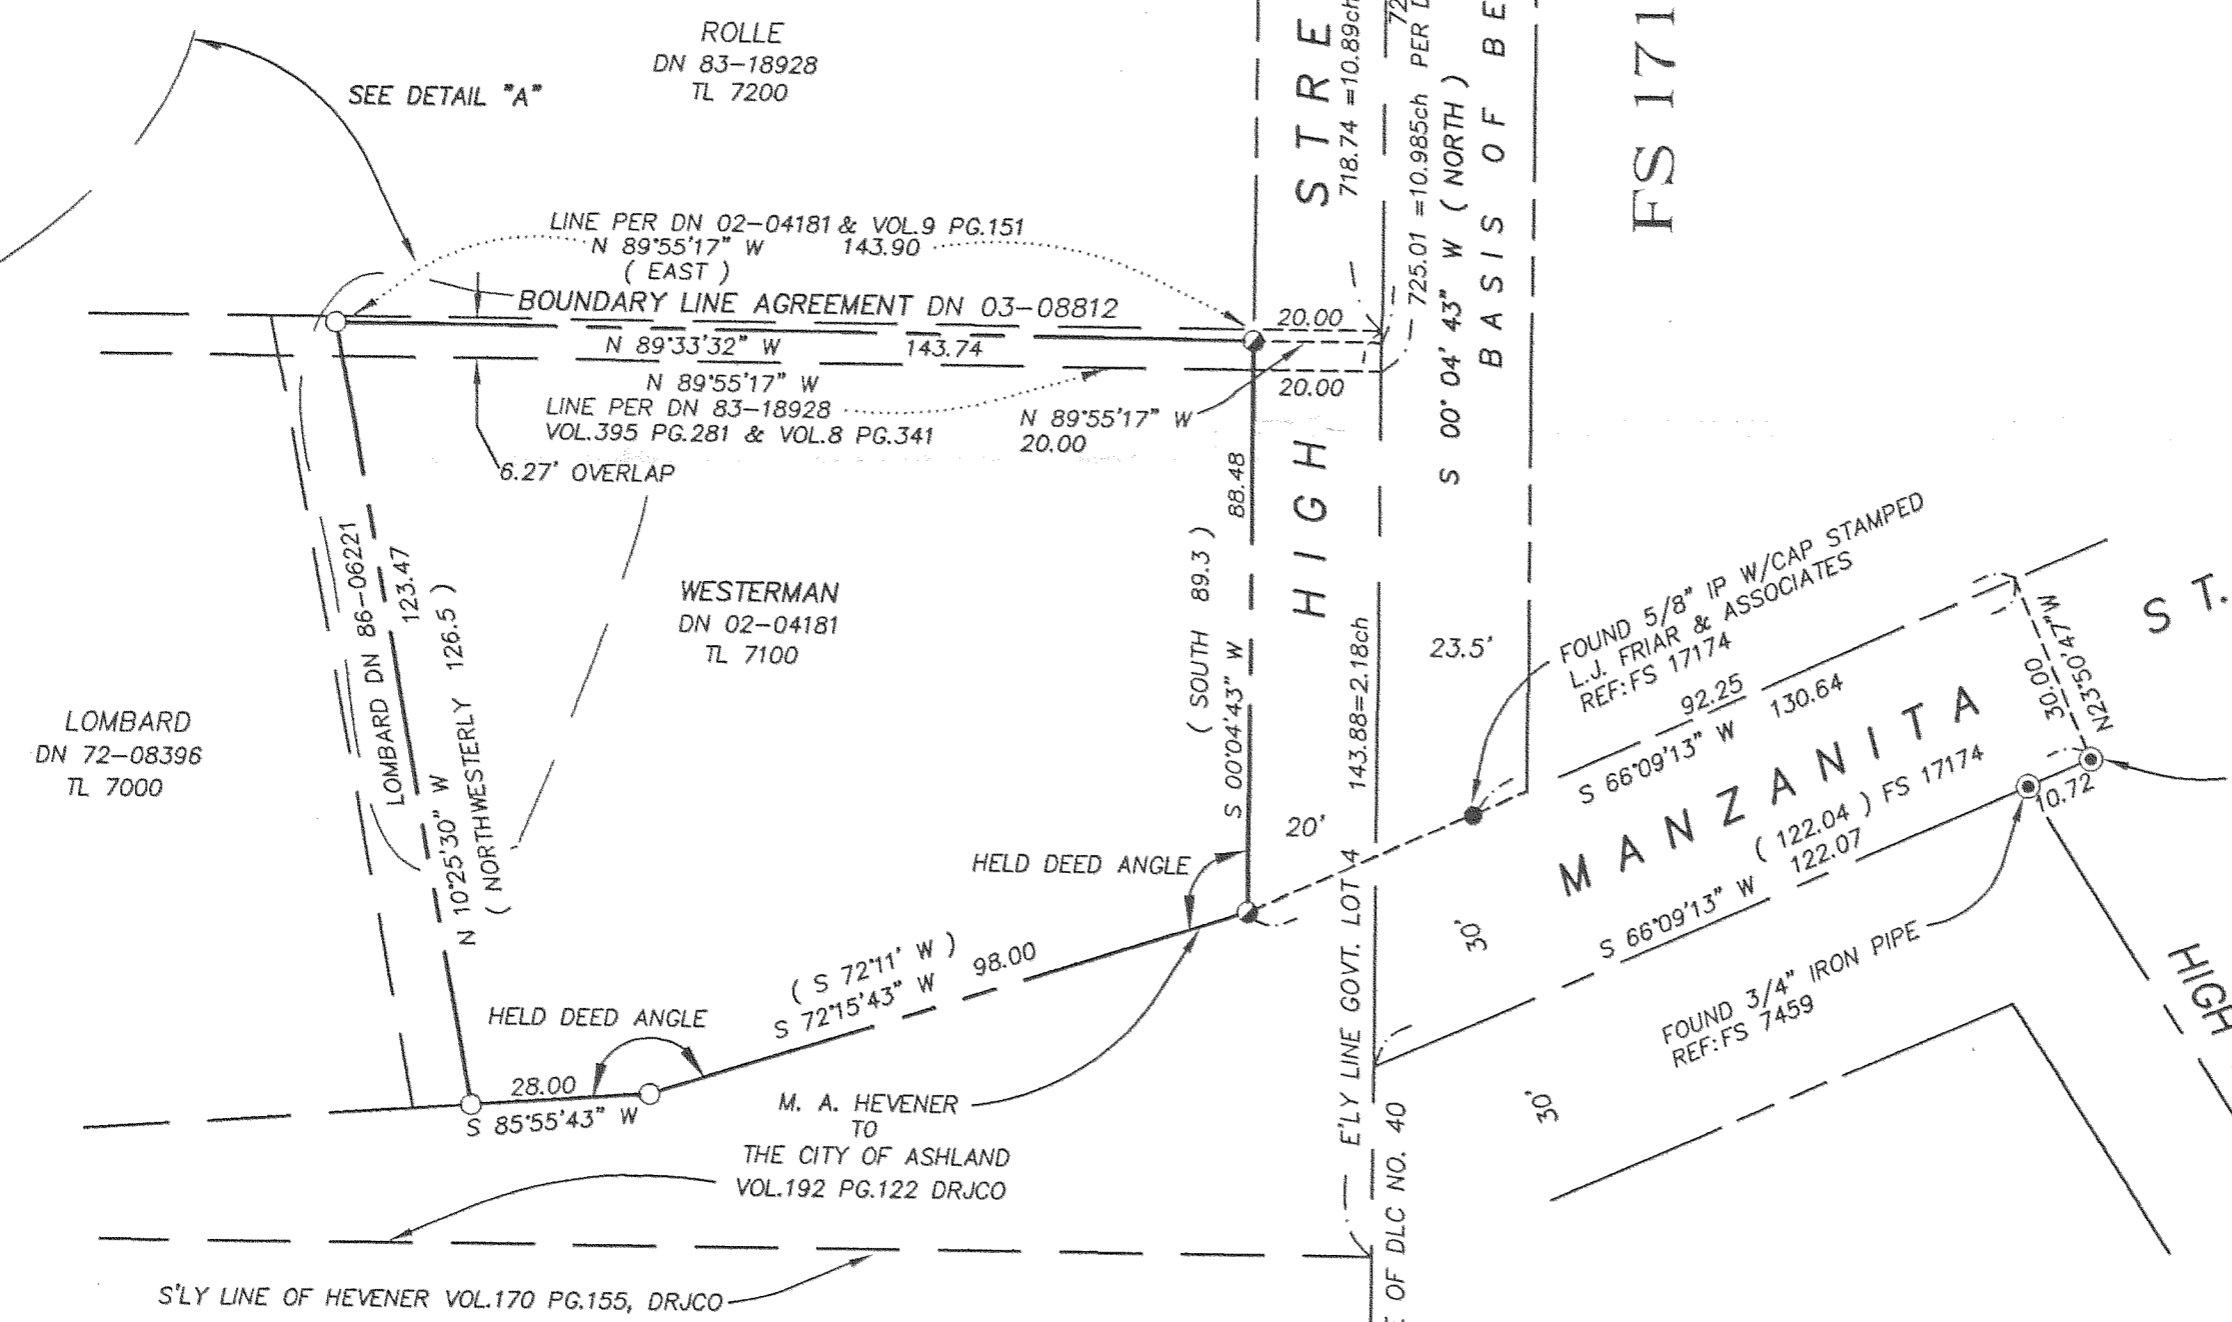 ROLLE
DN 83-18928
TL 7200
SEE DETAIL "A"
LINE PER DN 02-04181 & VOL.9 PG.151
N 89°55'17" W 143.90
( EAST )
BOUNDARY LINE AGREEMENT DN 03-08812
N 89°33'32" W 143.74
N 89°55'17" W
LINE PER DN 83-18928
VOL.395 PG.281 & VOL.8 PG.341
6.27' OVERLAP
20.00
20.00
N 89°55'17" W
20.00
HIGH STRE
718.74 =10.89ch
72
725.01 =10.985ch PER
S 00° 04' 43" W ( NORTH )
BASIS OF BE
FS 171
LOMBARD DN 86-06221
123.47
N 10°25'30" W
( NORTHWESTERLY 126.5 )
WESTERMAN
DN 02-04181
TL 7100
LOMBARD
DN 72-08396
TL 7000
88.48
( SOUTH 89.3 )
S 00°04'43" W
20'
143.88=2.18ch
23.5'
FOUND 5/8" IP W/CAP STAMPED
L.J. FRIAR & ASSOCIATES
REF:FS 17174
92.25
S 66°09'13" W 130.64
30.00
N23°50'47"W
MANZANITA ST.
( 122.04 ) FS 17174
S 66°09'13" W 122.07
10.72
30'
FOUND 3/4" IRON PIPE
REF:FS 7459
30'
HIGH
HELD DEED ANGLE
( S 72°11' W )
S 72°15'43" W 98.00
HELD DEED ANGLE
28.00
S 85°55'43" W
M. A. HEVENER
TO
THE CITY OF ASHLAND
VOL.192 PG.122 DRJCO
E'LY LINE GOVT. LOT 4
OF DLC NO. 40
S'LY LINE OF HEVENER VOL.170 PG.155, DRJCO